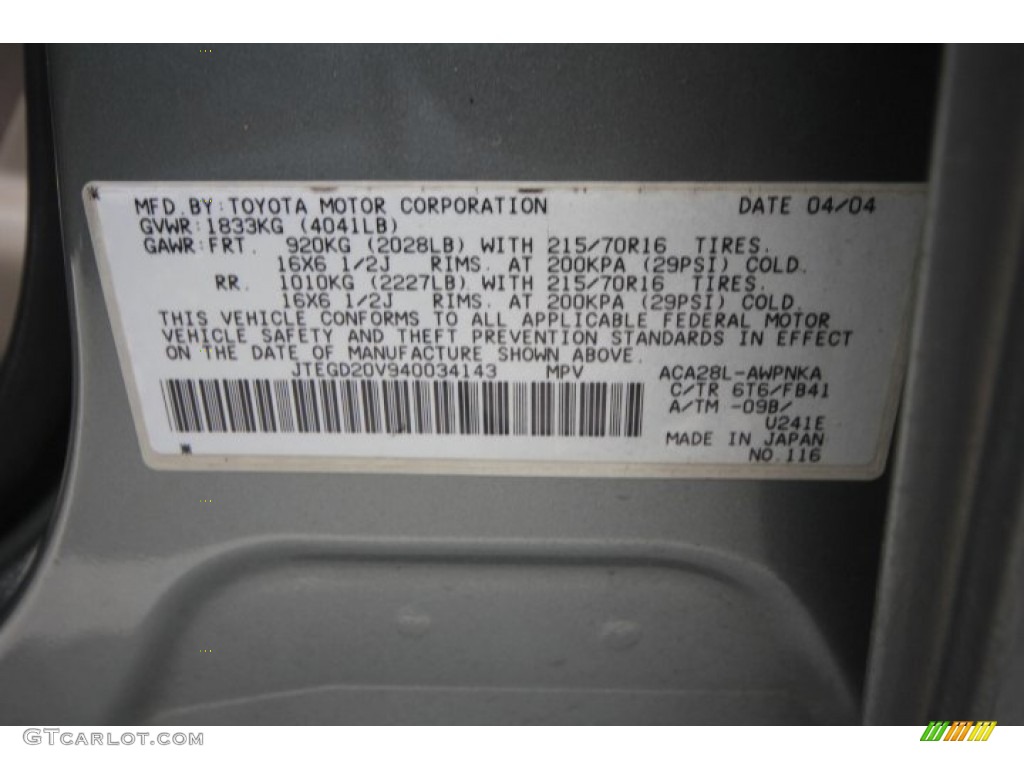 MFD. BY: TOYOTA MOTOR CORPORATION DATE 04/04
GVWR: 1833KG (4041LB)
GAWR: FRT. 920KG (2028LB) WITH 215/70R16 TIRES.
16X6 1/2J RIMS. AT 200KPA (29PSI) COLD.
RR. 1010KG (2227LB) WITH 215/70R16 TIRES.
16X6 1/2J RIMS. AT 200KPA (29PSI) COLD.
THIS VEHICLE CONFORMS TO ALL APPLICABLE FEDERAL MOTOR
VEHICLE SAFETY AND THEFT PREVENTION STANDARDS IN EFFECT
ON THE DATE OF MANUFACTURE SHOWN ABOVE.
JTEGD20V940034143 MPV ACA28L-AWPNKA
C/TR 6T6/FB41
A/TM -09B/
U241E
MADE IN JAPAN
NO.116
GTCarLot.com